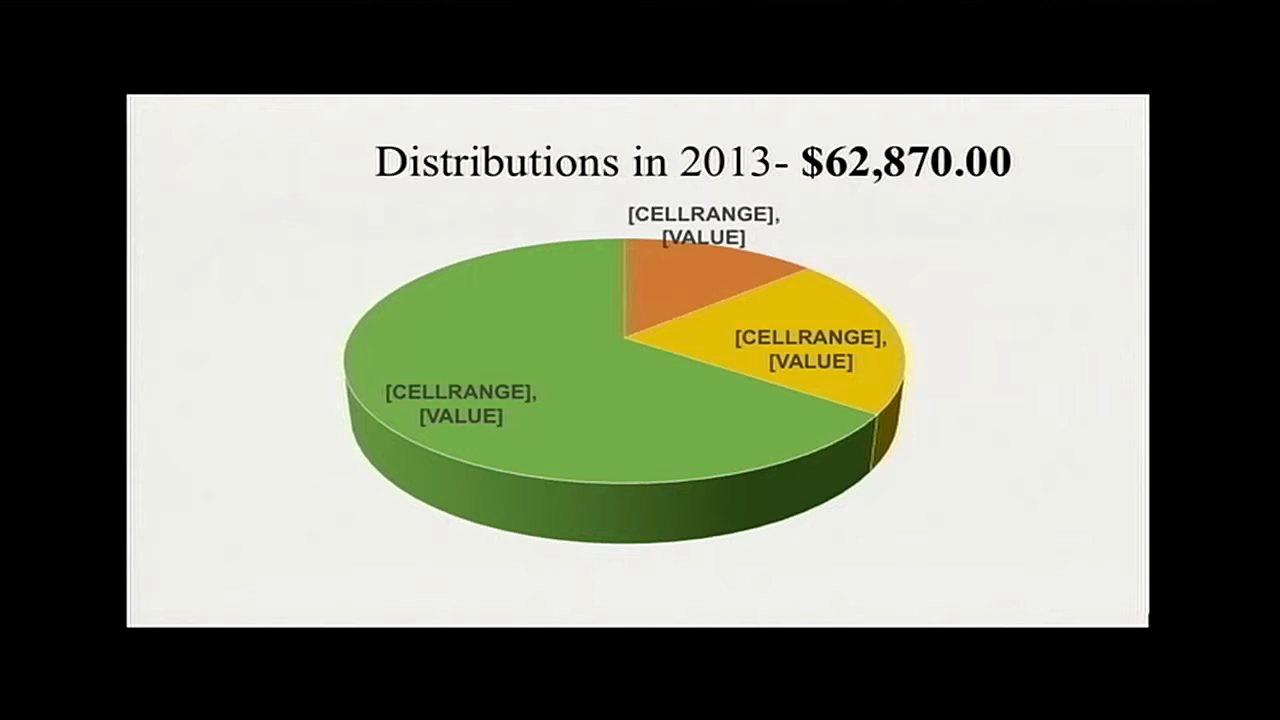 Distributions in 2013- $62,870.00
[CELLRANGE],
[VALUE]
[CELLRANGE],
[VALUE]
[CELLRANGE],
[VALUE]